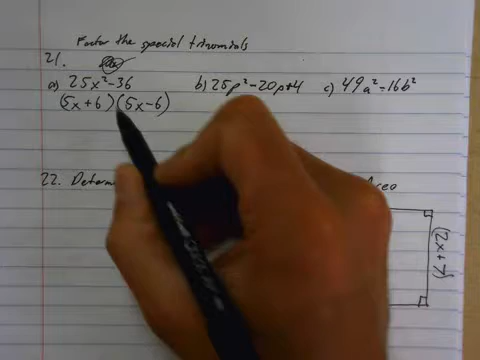 Factor the special trinomials
21.
a) 25x² - 36 b) 25p² - 20p + 4 c) 49a² - 16b²
(5x + 6)(5x - 6)
22. Determ
(2x + 7)